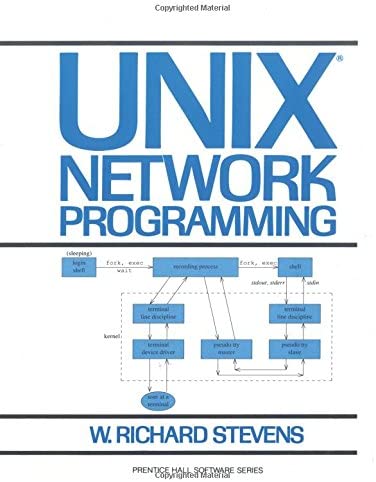 Copyrighted Material
UNIX®
NETWORK
PROGRAMMING
(sleeping)
login
shell
fork, exec
wait
recording process
fork, exec
shell
stdout, stderr
stdin
terminal
line discipline
terminal
line discipline
kernel
terminal
device driver
pseudo tty
master
pseudo tty
slave
user at a
terminal
W. RICHARD STEVENS
PRENTICE HALL SOFTWARE SERIES
Copyrighted Material